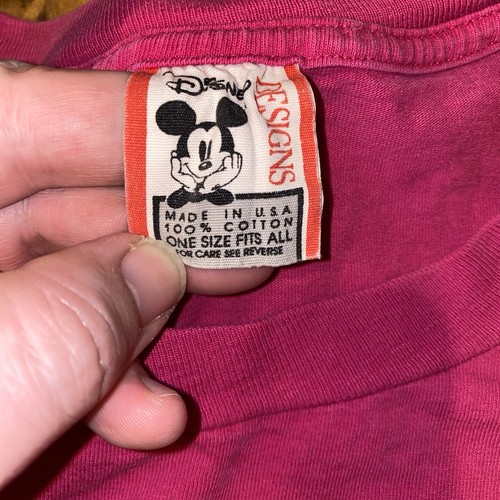 Disney
DESIGNS
MADE IN U.S.A.
100% COTTON
ONE SIZE FITS ALL
FOR CARE SEE REVERSE